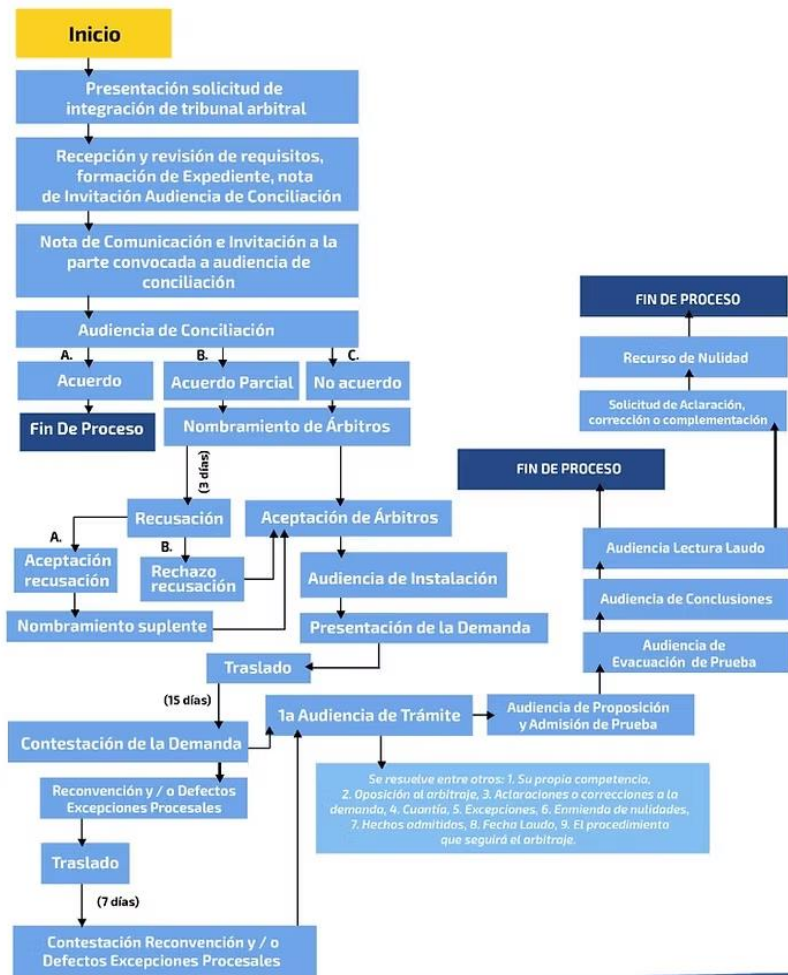 Inicio
Presentación solicitud de
integración de tribunal arbitral
Recepción y revisión de requisitos,
formación de Expediente, nota
de Invitación Audiencia de Conciliación
Nota de Comunicación e Invitación a la
parte convocada a audiencia de
conciliación
Audiencia de Conciliación
A.
B.
C.
Acuerdo
Acuerdo Parcial
No acuerdo
Fin De Proceso
Nombramiento de Árbitros
(3 días)
Recusación
Aceptación de Árbitros
A.
B.
Aceptación
recusación
Rechazo
recusación
Audiencia de Instalación
Nombramiento suplente
Presentación de la Demanda
Traslado
(15 días)
Contestación de la Demanda
1a Audiencia de Trámite
Audiencia de Proposición
y Admisión de Prueba
Reconvención y / o Defectos
Excepciones Procesales
Se resuelve entre otros: 1. Su propia competencia,
2. Oposición al arbitraje, 3. Aclaraciones o correcciones a la
demanda, 4. Cuantía, 5. Excepciones, 6. Enmienda de nulidades,
7. Hechos admitidos, 8. Fecha Laudo, 9. El procedimiento
que seguirá el arbitraje.
Traslado
(7 días)
Contestación Reconvención y / o
Defectos Excepciones Procesales
FIN DE PROCESO
Recurso de Nulidad
Solicitud de Aclaración,
corrección o complementación
FIN DE PROCESO
Audiencia Lectura Laudo
Audiencia de Conclusiones
Audiencia de
Evacuación de Prueba